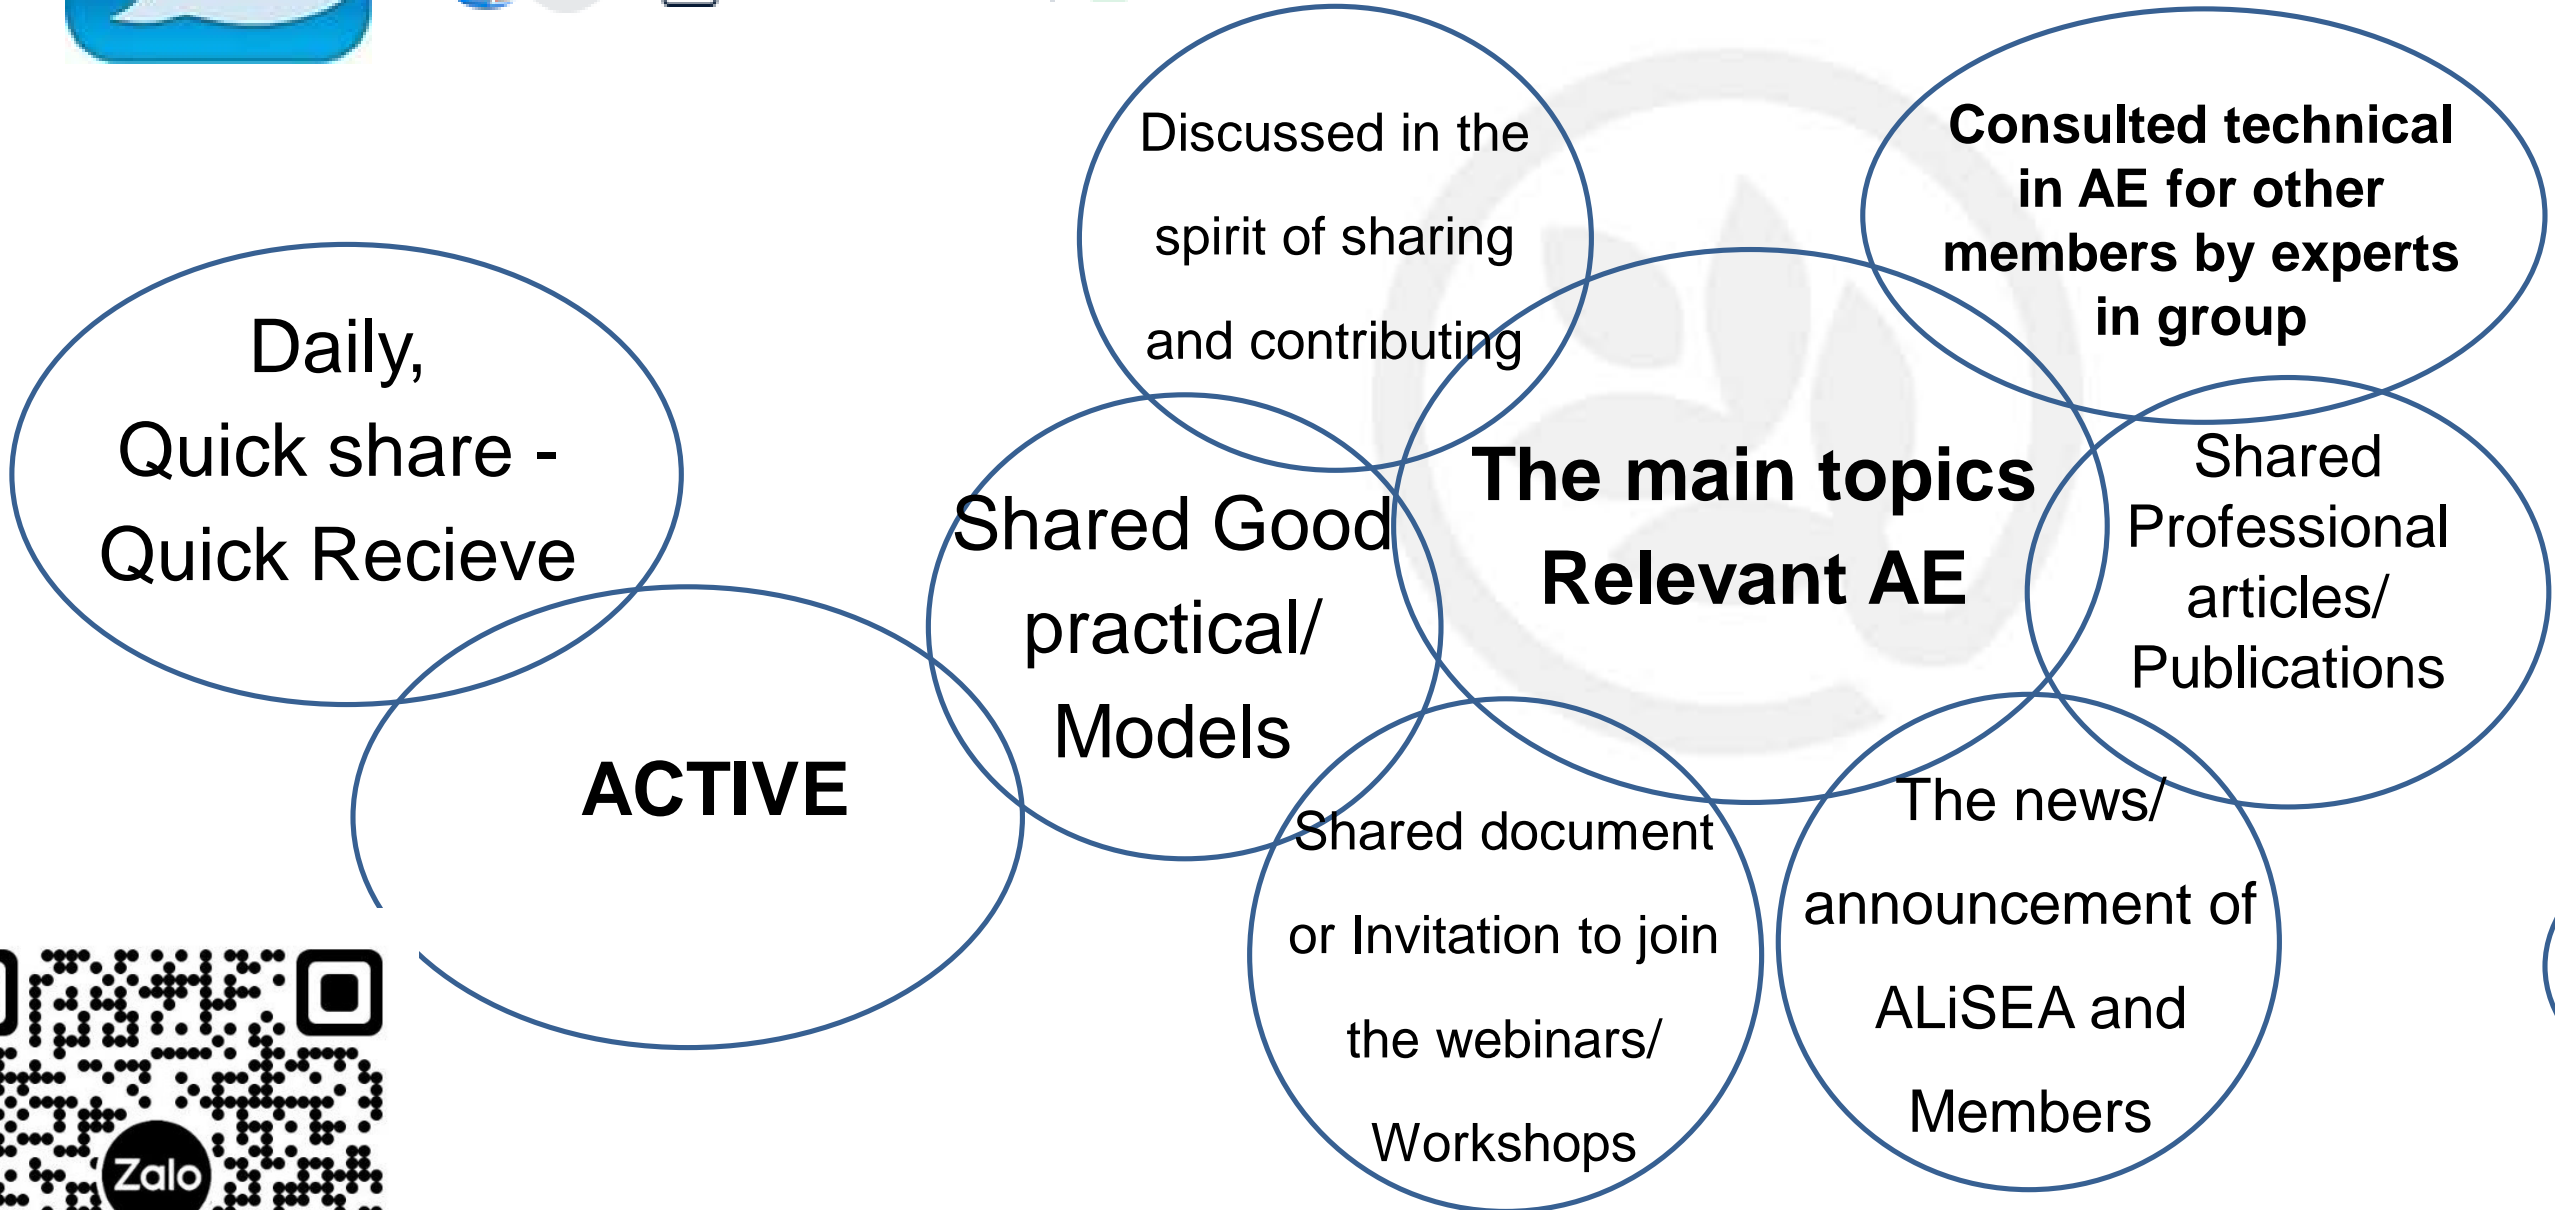 Daily,
Quick share -
Quick Recieve
ACTIVE
Discussed in the
spirit of sharing
and contributing
Shared Good
practical/
Models
The main topics
Relevant AE
Consulted technical
in AE for other
members by experts
in group
Shared
Professional
articles/
Publications
Shared document
or Invitation to join
the webinars/
Workshops
The news/
announcement of
ALiSEA and
Members
Zalo